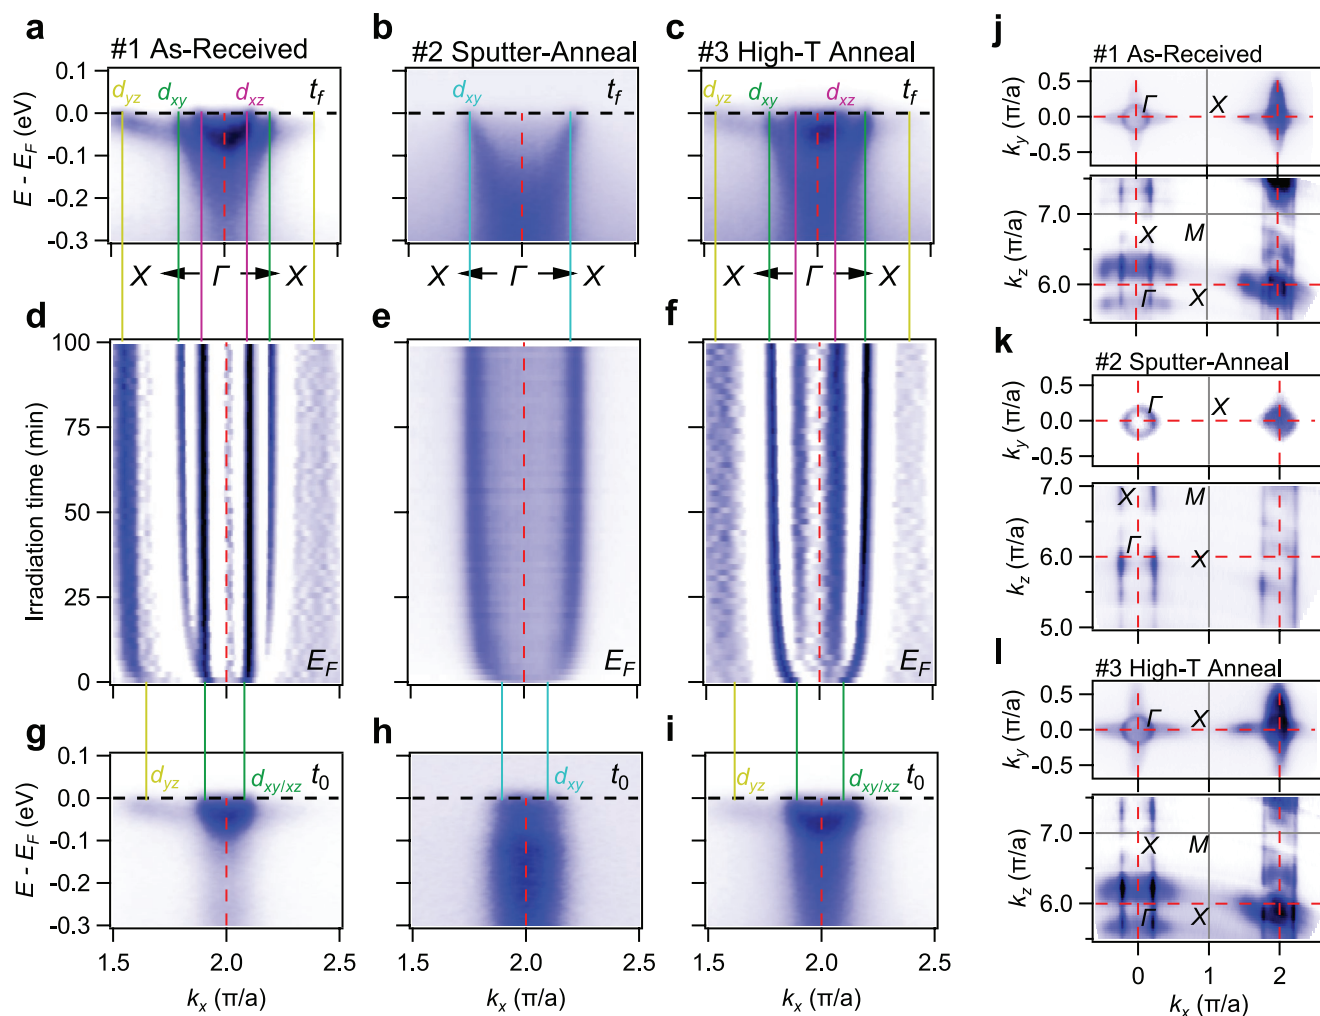 a
#1 As-Received
b
#2 Sputter-Anneal
c
#3 High-T Anneal
E - E_F (eV)
0.1
0.0
-0.1
-0.2
-0.3
d_yz
d_xy
d_xz
t_f
d_xy
t_f
d_yz
d_xy
d_xz
t_f
X Γ X
X Γ X
X Γ X
d
e
f
Irradiation time (min)
100
75
50
25
0
E_F
E_F
E_F
g
h
i
E - E_F (eV)
0.1
0.0
-0.1
-0.2
-0.3
d_yz
d_xy/xz
t_0
d_xy
t_0
d_yz
d_xy/xz
t_0
1.5 2.0 2.5
1.5 2.0 2.5
1.5 2.0 2.5
k_x (π/a)
k_x (π/a)
k_x (π/a)
j
#1 As-Received
k_y (π/a)
0.5
0.0
-0.5
Γ X
k_z (π/a)
7.0
6.0
X M
Γ X
k
#2 Sputter-Anneal
k_y (π/a)
0.5
0.0
-0.5
Γ X
k_z (π/a)
7.0
6.0
5.0
X M
Γ X
l
#3 High-T Anneal
k_y (π/a)
0.5
0.0
-0.5
Γ X
k_z (π/a)
7.0
6.0
X M
Γ X
0 1 2
k_x (π/a)